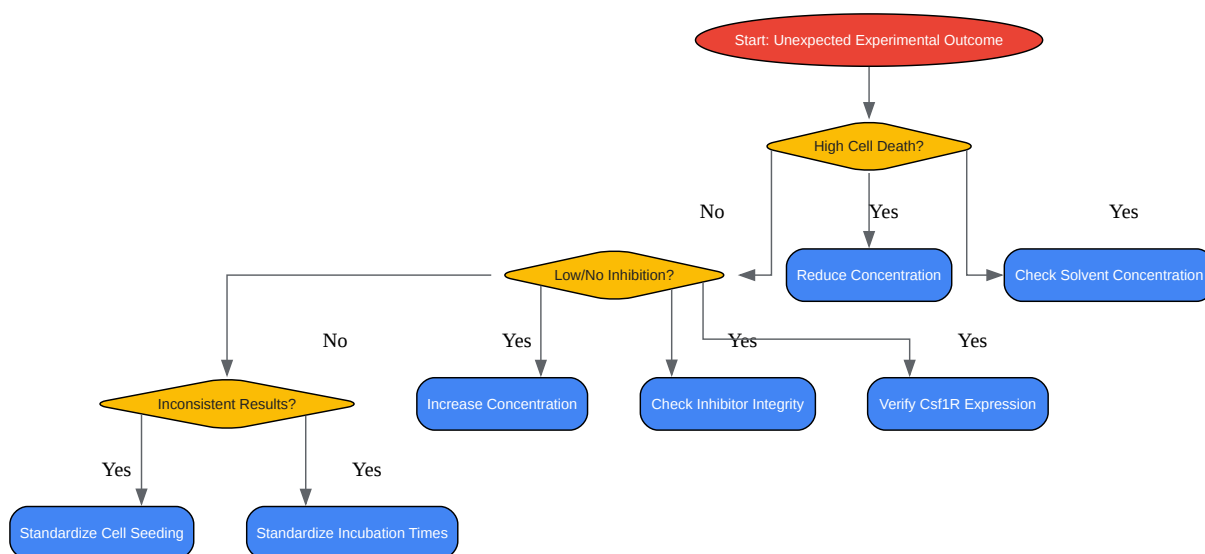 Start: Unexpected Experimental Outcome
High Cell Death?
No
Yes
Yes
Low/No Inhibition?
Reduce Concentration
Check Solvent Concentration
No
Yes
Yes
Yes
Inconsistent Results?
Increase Concentration
Check Inhibitor Integrity
Verify Csf1R Expression
Yes
Yes
Standardize Cell Seeding
Standardize Incubation Times